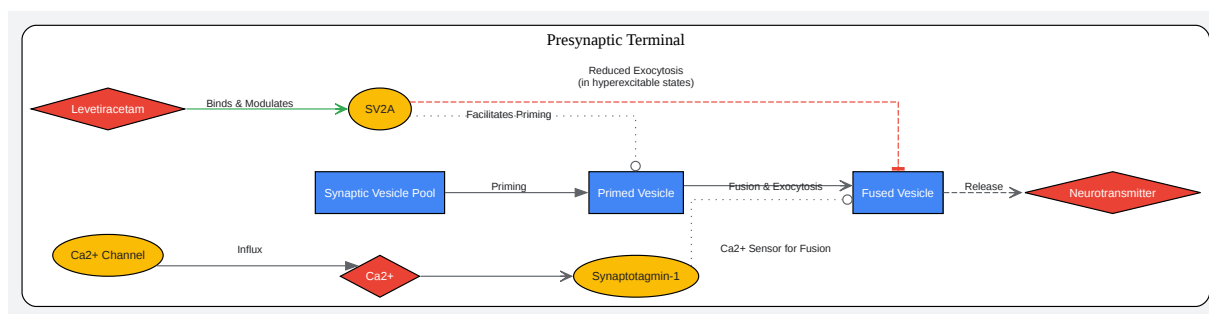 Presynaptic Terminal
Reduced Exocytosis
(in hyperexcitable states)
Levetiracetam
Binds & Modulates
SV2A
Facilitates Priming
Synaptic Vesicle Pool
Priming
Primed Vesicle
Fusion & Exocytosis
Fused Vesicle
Release
Neurotransmitter
Ca2+ Channel
Influx
Ca2+
Synaptotagmin-1
Ca2+ Sensor for Fusion